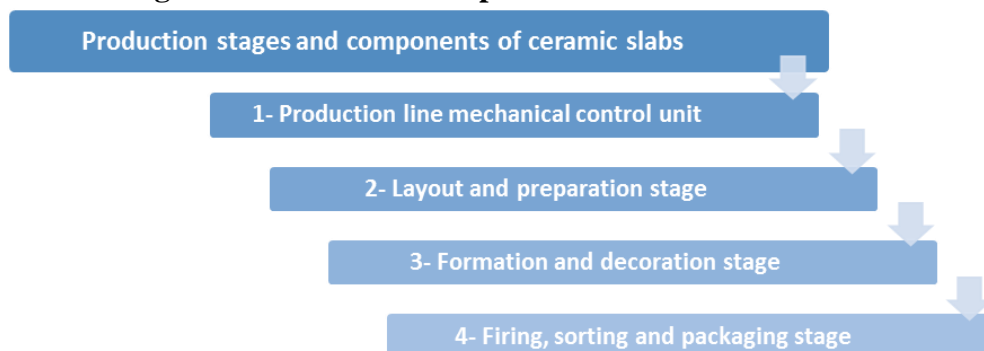 Production stages and components of ceramic slabs
1- Production line mechanical control unit
2- Layout and preparation stage
3- Formation and decoration stage
4- Firing, sorting and packaging stage